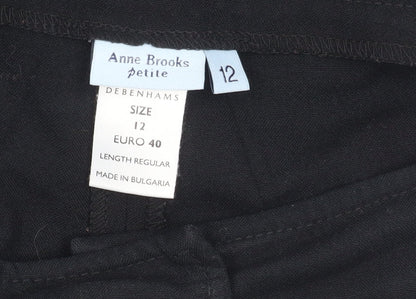 Anne Brooks
petite
12
DEBENHAMS
SIZE
12
EURO 40
LENGTH REGULAR
MADE IN BULGARIA